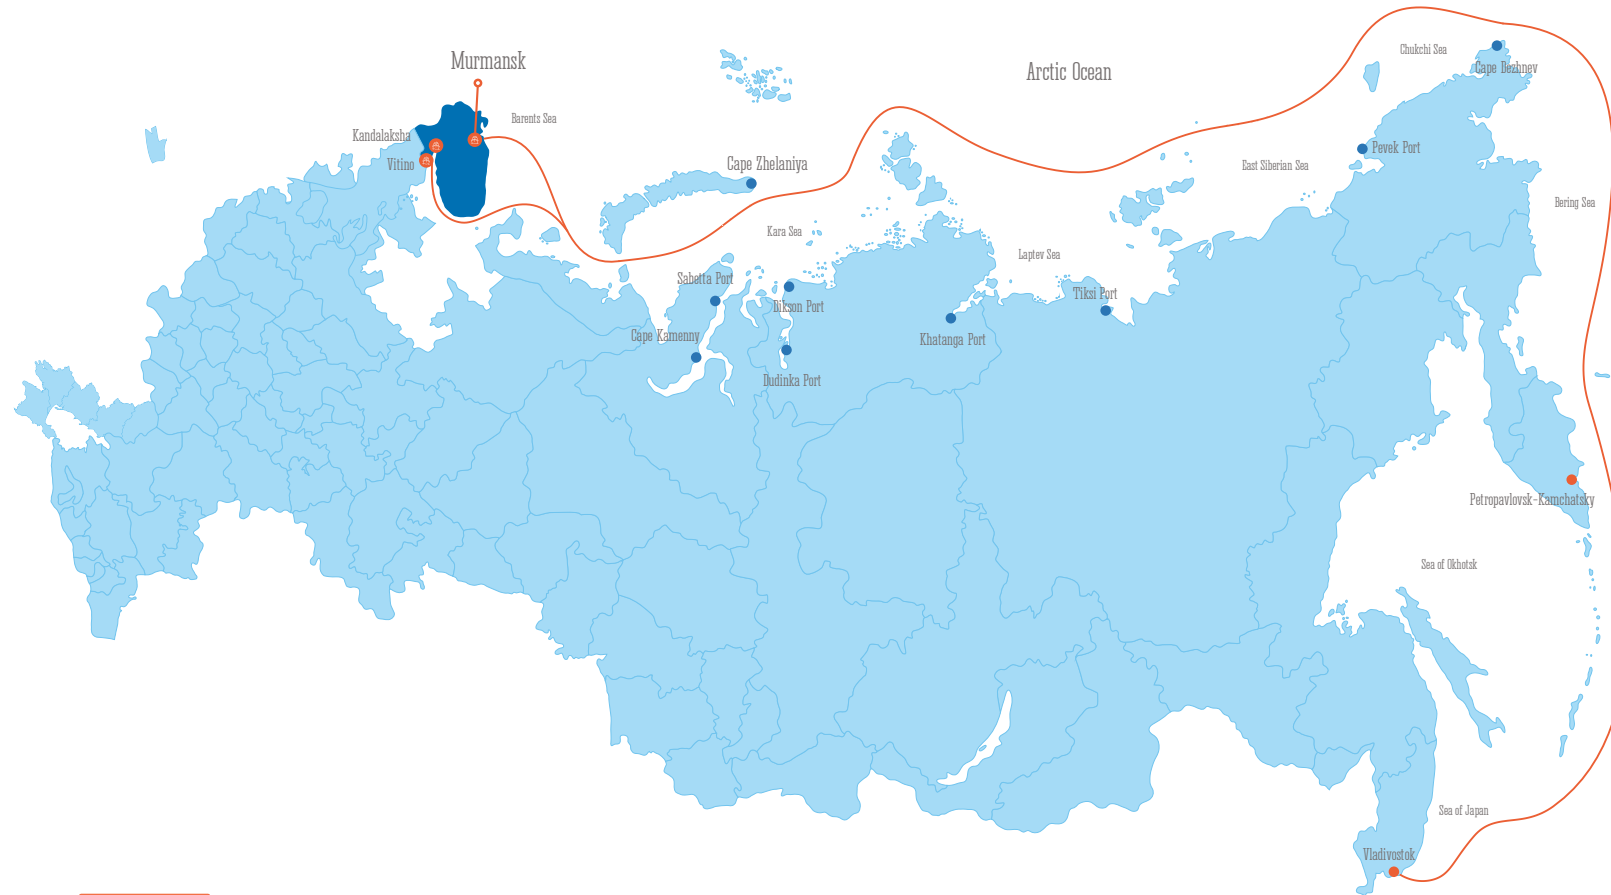 Murmansk
Arctic Ocean
Chukchi Sea
Cape Dezhnev
Barents Sea
Kandalaksha
Vitino
Cape Zhelaniya
Pevek Port
East Siberian Sea
Bering Sea
Kara Sea
Laptev Sea
Sabetta Port
Dikson Port
Tiksi Port
Cape Kamenny
Khatanga Port
Dudinka Port
Petropavlovsk-Kamchatsky
Sea of Okhotsk
Sea of Japan
Vladivostok